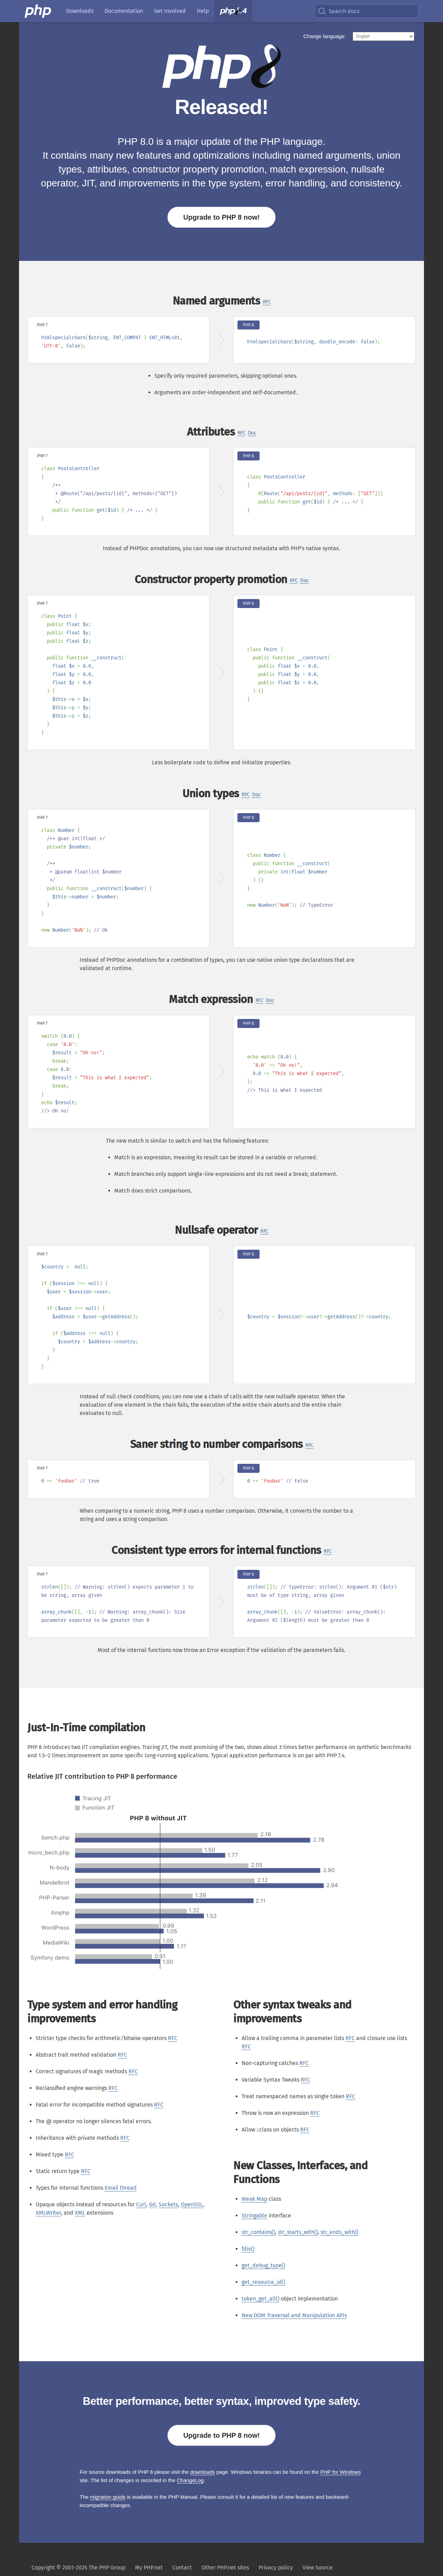 php
Downloads
Documentation
Get Involved
Help
php 8.4
Search docs
Change language:
English
php8
Released!
PHP 8.0 is a major update of the PHP language.
It contains many new features and optimizations including named arguments, union
types, attributes, constructor property promotion, match expression, nullsafe
operator, JIT, and improvements in the type system, error handling, and consistency.
Upgrade to PHP 8 now!
Named arguments RFC
PHP 7
htmlspecialchars($string, ENT_COMPAT | ENT_HTML401,
'UTF-8', false);
PHP 8
htmlspecialchars($string, double_encode: false);
Specify only required parameters, skipping optional ones.
Arguments are order-independent and self-documented.
Attributes RFC Doc
PHP 7
class PostsController
{
/**
* @Route("/api/posts/{id}", methods={"GET"})
*/
public function get($id) { /* ... */ }
}
PHP 8
class PostsController
{
#[Route("/api/posts/{id}", methods: ["GET"])]
public function get($id) { /* ... */ }
}
Instead of PHPDoc annotations, you can now use structured metadata with PHP's native syntax.
Constructor property promotion RFC Doc
PHP 7
class Point {
public float $x;
public float $y;
public float $z;
public function __construct(
float $x = 0.0,
float $y = 0.0,
float $z = 0.0
) {
$this->x = $x;
$this->y = $y;
$this->z = $z;
}
}
PHP 8
class Point {
public function __construct(
public float $x = 0.0,
public float $y = 0.0,
public float $z = 0.0,
) {}
}
Less boilerplate code to define and initialize properties.
Union types RFC Doc
PHP 7
class Number {
/** @var int|float */
private $number;
/**
* @param float|int $number
*/
public function __construct($number) {
$this->number = $number;
}
}
new Number('NaN'); // Ok
PHP 8
class Number {
public function __construct(
private int|float $number
) {}
}
new Number('NaN'); // TypeError
Instead of PHPDoc annotations for a combination of types, you can use native union type declarations that are
validated at runtime.
Match expression RFC Doc
PHP 7
switch (8.0) {
case '8.0':
$result = "Oh no!";
break;
case 8.0:
$result = "This is what I expected";
break;
}
echo $result;
//> Oh no!
PHP 8
echo match (8.0) {
'8.0' => "Oh no!",
8.0 => "This is what I expected",
};
//> This is what I expected
The new match is similar to switch and has the following features:
Match is an expression, meaning its result can be stored in a variable or returned.
Match branches only support single-line expressions and do not need a break; statement.
Match does strict comparisons.
Nullsafe operator RFC
PHP 7
$country =  null;
if ($session !== null) {
$user = $session->user;
if ($user !== null) {
$address = $user->getAddress();
if ($address !== null) {
$country = $address->country;
}
}
}
PHP 8
$country = $session?->user?->getAddress()?->country;
Instead of null check conditions, you can now use a chain of calls with the new nullsafe operator. When the
evaluation of one element in the chain fails, the execution of the entire chain aborts and the entire chain
evaluates to null.
Saner string to number comparisons RFC
PHP 7
0 == 'foobar' // true
PHP 8
0 == 'foobar' // false
When comparing to a numeric string, PHP 8 uses a number comparison. Otherwise, it converts the number to a
string and uses a string comparison.
Consistent type errors for internal functions RFC
PHP 7
strlen([]); // Warning: strlen() expects parameter 1 to
be string, array given
array_chunk([], -1); // Warning: array_chunk(): Size
parameter expected to be greater than 0
PHP 8
strlen([]); // TypeError: strlen(): Argument #1 ($str)
must be of type string, array given
array_chunk([], -1); // ValueError: array_chunk():
Argument #2 ($length) must be greater than 0
Most of the internal functions now throw an Error exception if the validation of the parameters fails.
Just-In-Time compilation
PHP 8 introduces two JIT compilation engines. Tracing JIT, the most promising of the two, shows about 3 times better performance on synthetic benchmarks
and 1.5–2 times improvement on some specific long-running applications. Typical application performance is on par with PHP 7.4.
Relative JIT contribution to PHP 8 performance
Tracing JIT
Function JIT
PHP 8 without JIT
bench.php 2.16
2.78
micro_bech.php 1.50
1.77
N-body 2.05
2.90
Mandelbrot 2.12
2.94
PHP-Parser 1.39
2.11
Amphp 1.32
1.52
WordPress 0.99
1.05
MediaWiki 1.00
1.17
Symfony demo 0.91
1.00
Type system and error handling
improvements
Stricter type checks for arithmetic/bitwise operators RFC
Abstract trait method validation RFC
Correct signatures of magic methods RFC
Reclassified engine warnings RFC
Fatal error for incompatible method signatures RFC
The @ operator no longer silences fatal errors.
Inheritance with private methods RFC
Mixed type RFC
Static return type RFC
Types for internal functions Email thread
Opaque objects instead of resources for Curl, Gd, Sockets, OpenSSL,
XMLWriter, and XML extensions
Other syntax tweaks and
improvements
Allow a trailing comma in parameter lists RFC and closure use lists
RFC
Non-capturing catches RFC
Variable Syntax Tweaks RFC
Treat namespaced names as single token RFC
Throw is now an expression RFC
Allow ::class on objects RFC
New Classes, Interfaces, and
Functions
Weak Map class
Stringable interface
str_contains(), str_starts_with(), str_ends_with()
fdiv()
get_debug_type()
get_resource_id()
token_get_all() object implementation
New DOM Traversal and Manipulation APIs
Better performance, better syntax, improved type safety.
Upgrade to PHP 8 now!
For source downloads of PHP 8 please visit the downloads page. Windows binaries can be found on the PHP for Windows
site. The list of changes is recorded in the ChangeLog.
The migration guide is available in the PHP Manual. Please consult it for a detailed list of new features and backward-
incompatible changes.
Copyright © 2001-2025 The PHP Group
My PHP.net
Contact
Other PHP.net sites
Privacy policy
View Source